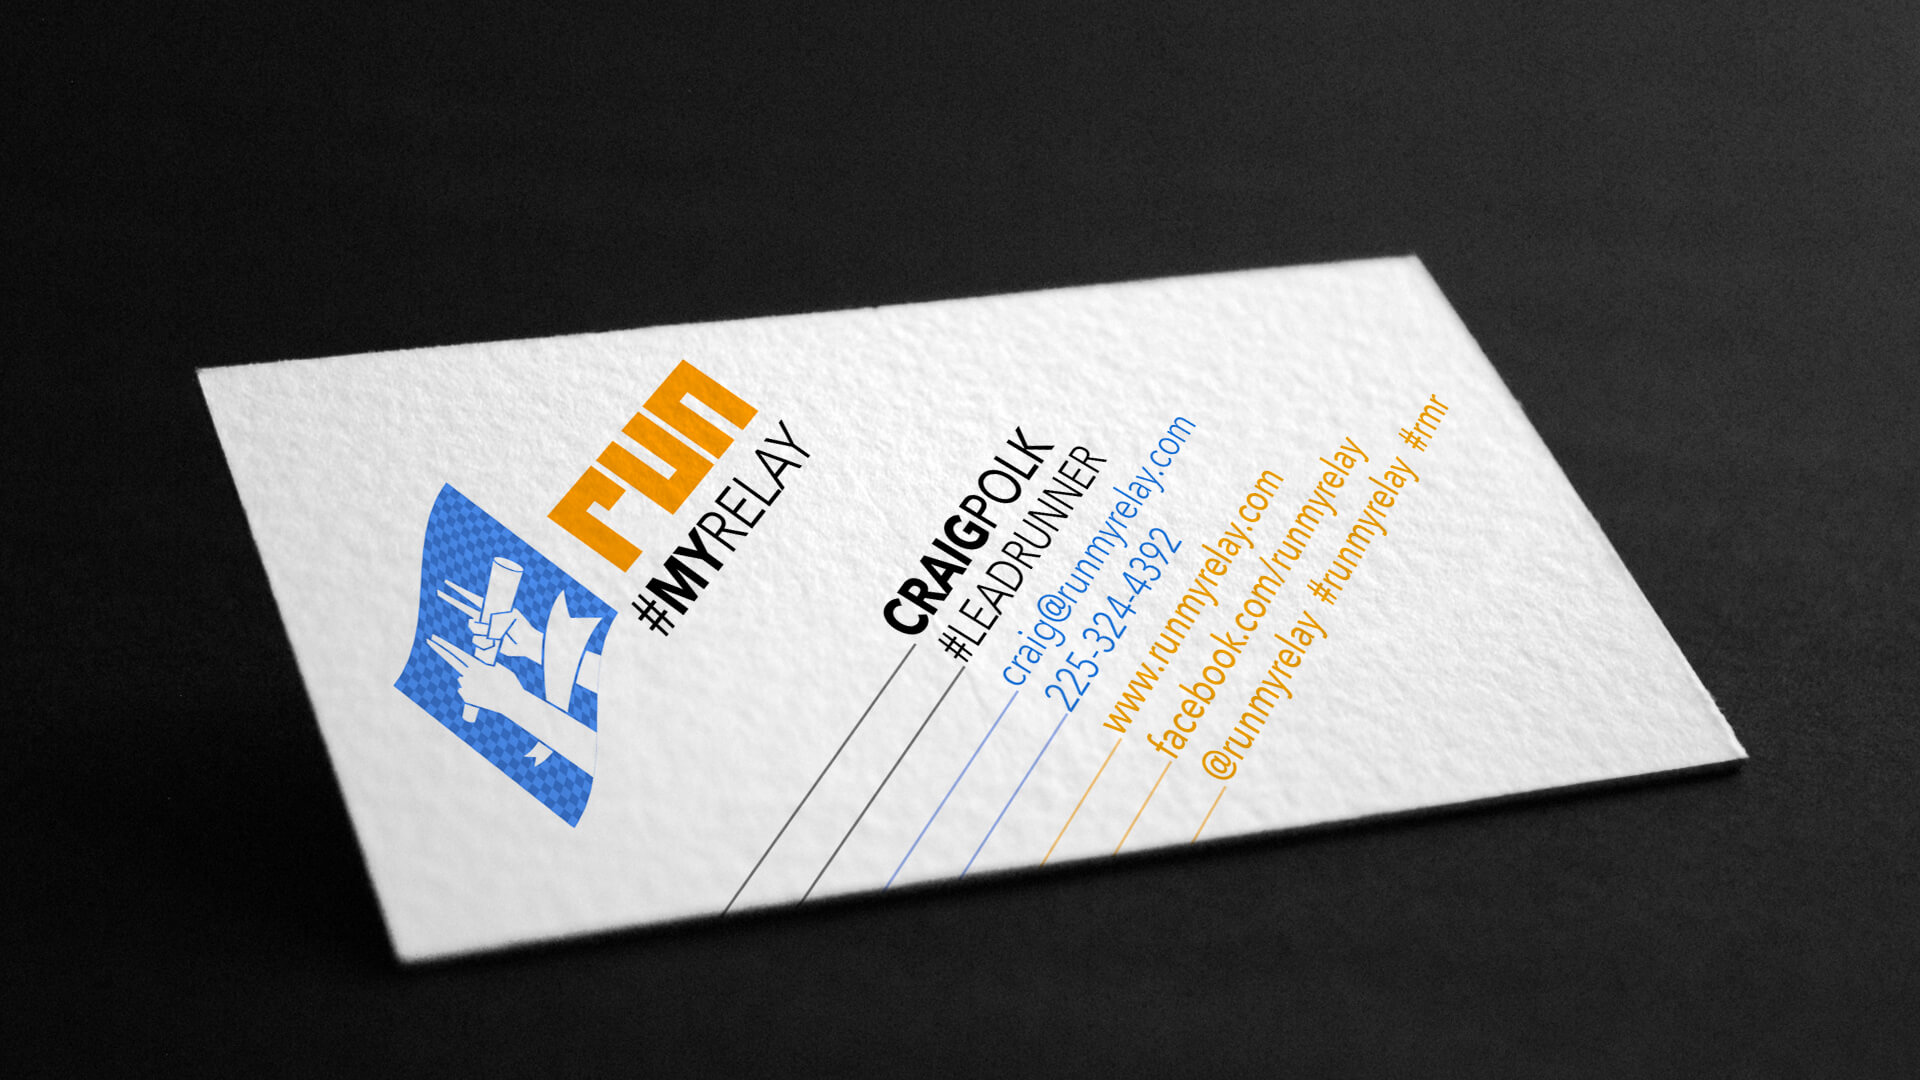 run
#MYRELAY
CRAIGPOLK
#LEADRUNNER
craig@runmyrelay.com
225-324-4392
www.runmyrelay.com
facebook.com/runmyrelay
@runmyrelay #runmyrelay #rmr